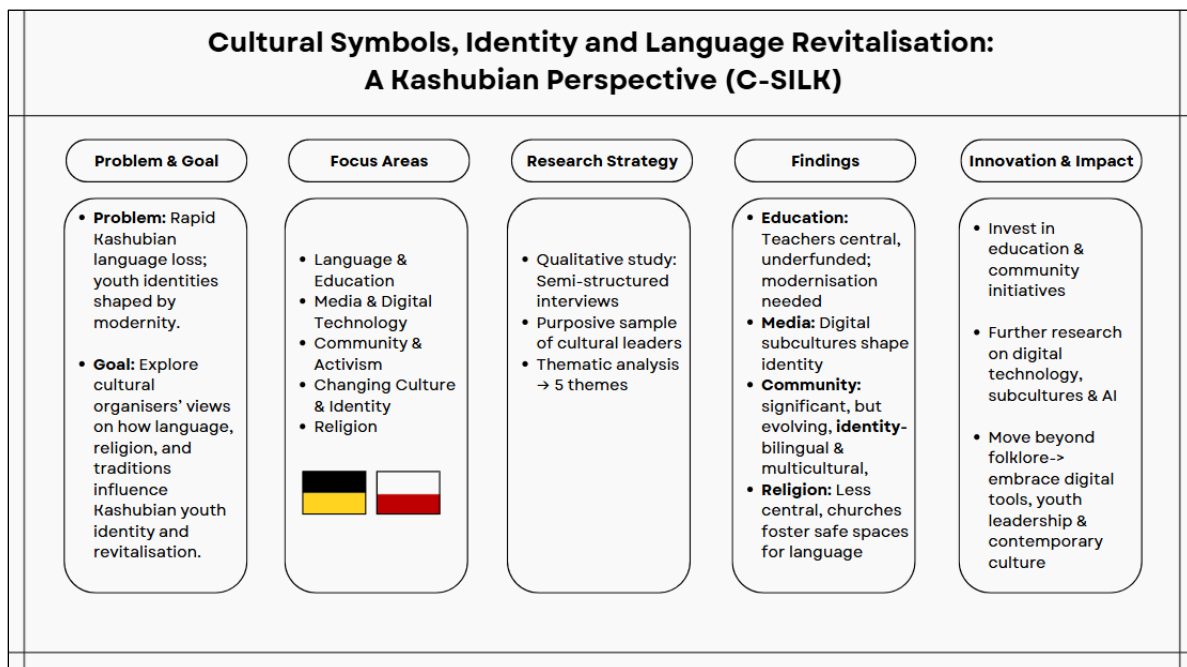 Cultural Symbols, Identity and Language Revitalisation:
A Kashubian Perspective (C-SILK)
Problem & Goal
• Problem: Rapid
Kashubian
language loss;
youth identities
shaped by
modernity.
• Goal: Explore
cultural
organisers’ views
on how language,
religion, and
traditions
influence
Kashubian youth
identity and
revitalisation.
Focus Areas
• Language &
Education
• Media & Digital
Technology
• Community &
Activism
• Changing Culture
& Identity
• Religion
Research Strategy
• Qualitative study:
Semi-structured
interviews
• Purposive sample
of cultural leaders
• Thematic analysis
→ 5 themes
Findings
• Education:
Teachers central,
underfunded;
modernisation
needed
• Media: Digital
subcultures shape
identity
• Community:
significant, but
evolving, identity-
bilingual &
multicultural,
• Religion: Less
central, churches
foster safe spaces
for language
Innovation & Impact
• Invest in
education &
community
initiatives
• Further research
on digital
technology,
subcultures & AI
• Move beyond
folklore->
embrace digital
tools, youth
leadership &
contemporary
culture